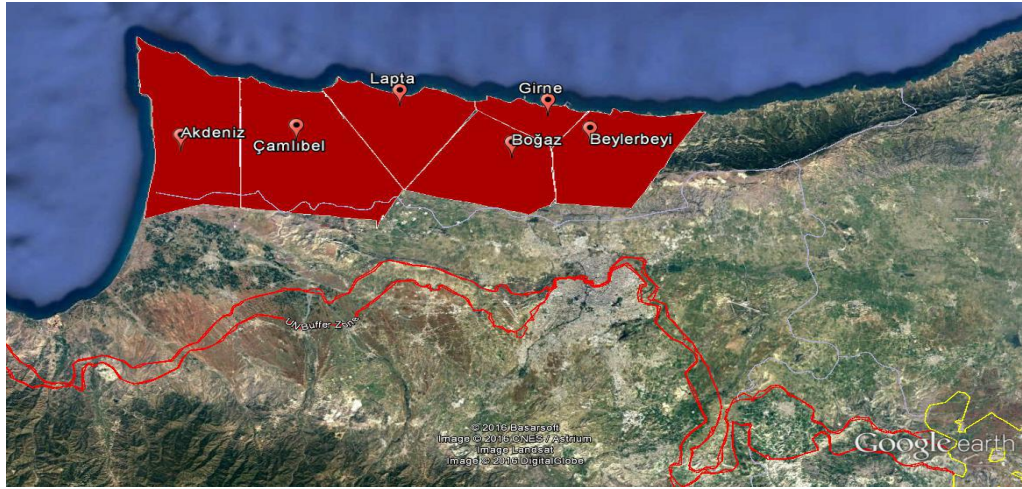 Lapta
Girne
Akdeniz
Çamlıbel
Boğaz
Beylerbeyi
UN Buffer Zone
© 2016 Basarsoft
Image © 2016 CNES / Astrium
Image Landsat
Image © 2016 DigitalGlobe
Google earth